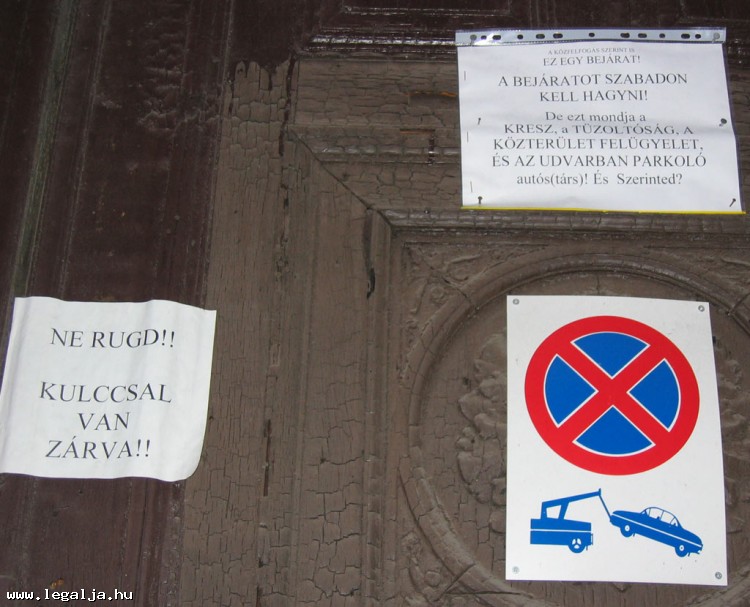 A KÖZFELFOGÁS SZERINT IS
EZ EGY BEJÁRAT!
A BEJÁRATOT SZABADON
KELL HAGYNI!
De ezt mondja a
KRESZ, a TŰZOLTÓSÁG, A
KÖZTERÜLET FELÜGYELET,
ÉS AZ UDVARBAN PARKOLÓ
autós(társ)! És Szerinted?
NE RUGD!!
KULCCSAL
VAN
ZÁRVA!!
www.legalja.hu